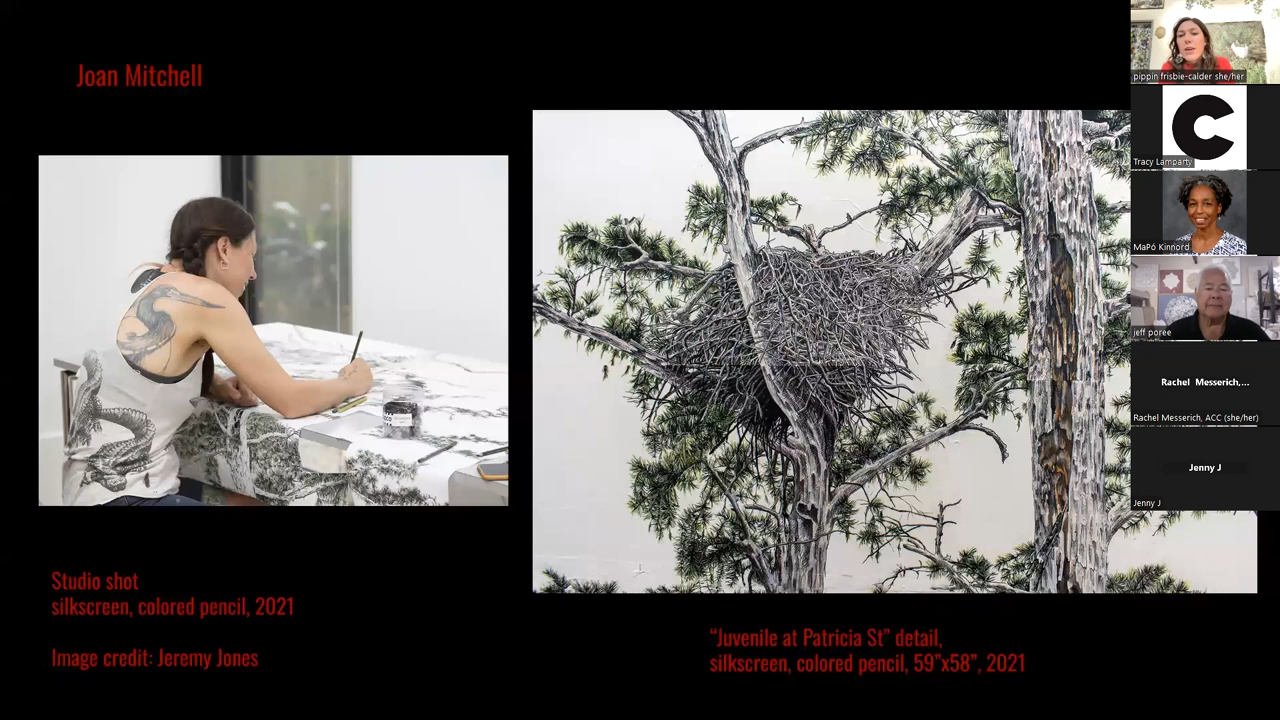 Joan Mitchell
Studio shot
silkscreen, colored pencil, 2021
Image credit: Jeremy Jones
“Juvenile at Patricia St” detail,
silkscreen, colored pencil, 59”x58”, 2021
pippin frisbie-calder she/her
C
Tracy Lamparty
MaPó Kinnord
jeff poree
Rachel Messerich,...
Rachel Messerich, ACC (she/her)
Jenny J
Jenny J